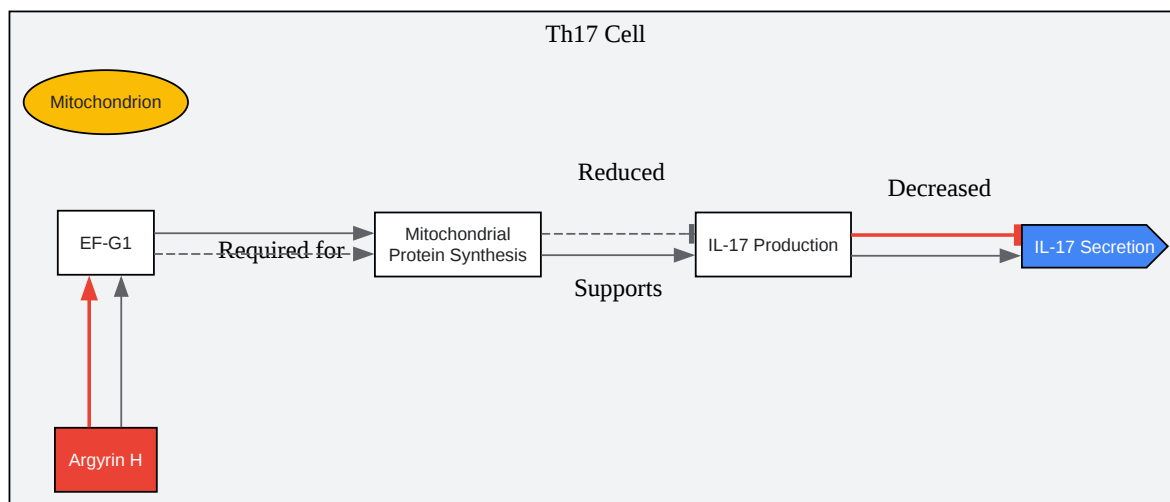 Th17 Cell
Mitochondrion
Reduced
Decreased
EF-G1
Required for
Mitochondrial
Protein Synthesis
IL-17 Production
IL-17 Secretion
Supports
Argyrin H